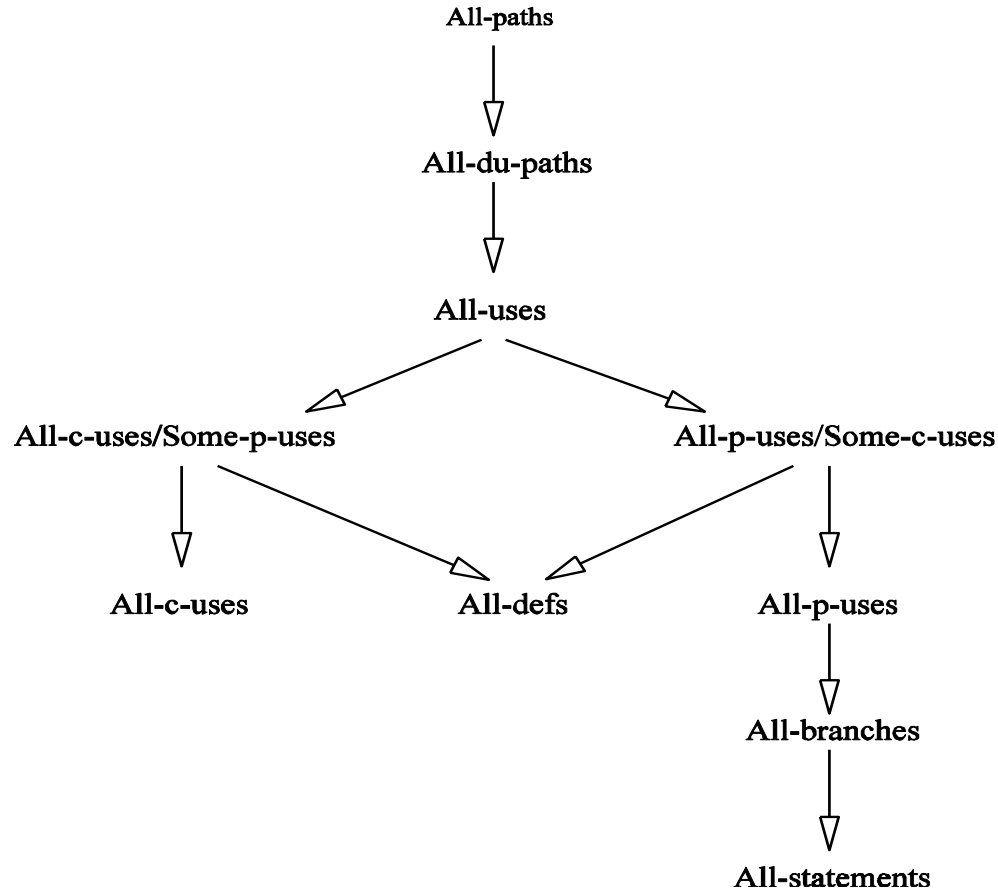 All-paths
All-du-paths
All-uses
All-c-uses/Some-p-uses
All-p-uses/Some-c-uses
All-c-uses
All-defs
All-p-uses
All-branches
All-statements